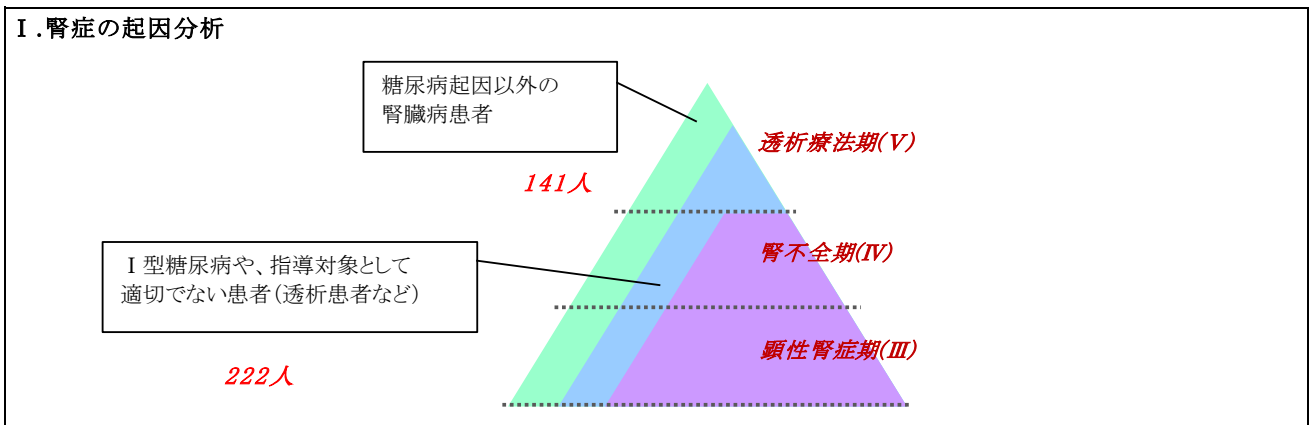 Ⅰ.腎症の起因分析
糖尿病起因以外の
腎臓病患者
透析療法期(Ⅴ)
141人
腎不全期(Ⅳ)
Ⅰ型糖尿病や、指導対象として
適切でない患者(透析患者など)
顕性腎症期(Ⅲ)
222人